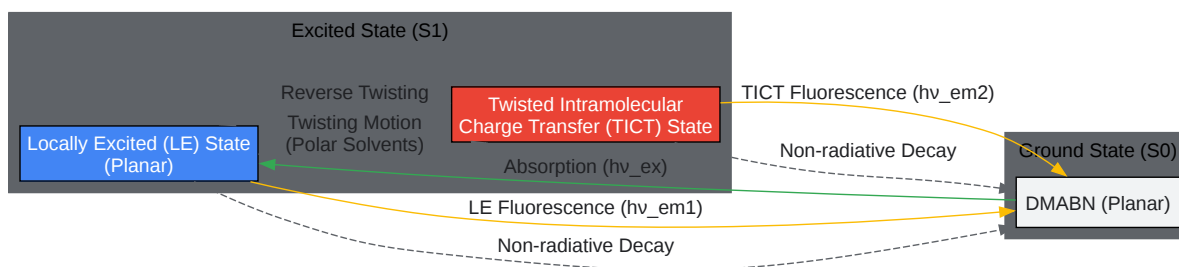 Excited State (S1)
Reverse Twisting
Twisting Motion
(Polar Solvents)
Locally Excited (LE) State
(Planar)
Twisted Intramolecular
Charge Transfer (TICT) State
TICT Fluorescence (hν_em2)
Non-radiative Decay
Absorption (hν_ex)
LE Fluorescence (hν_em1)
Non-radiative Decay
Ground State (S0)
DMABN (Planar)